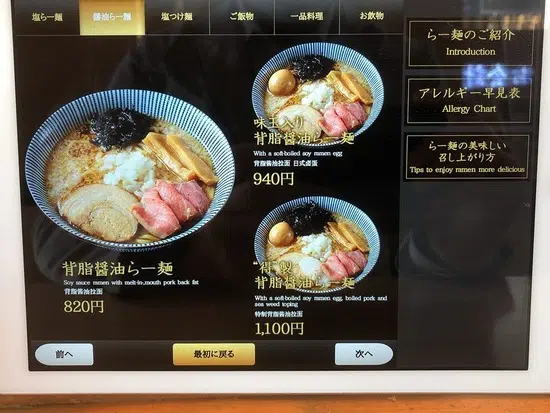 塩らー麺
醤油らー麺
塩つけ麺
ご飯物
一品料理
お飲物
背脂醤油らー麺
Soy sauce rmen with melt-in,mouth pork back fat
背脂酱油拉面
820円
味玉入り
背脂醤油らー麺
With a soft-boiled soy rmmen egg
背脂酱油拉面 日式卤蛋
940円
"得"製
背脂醤油らー麺
With a soft-boiled soy rmmen egg, boiled pork and
sea weed toping
特制背脂酱油拉面
1,100円
らー麺のご紹介
Introduction
アレルギー早見表
Allergy Chart
らー麺の美味しい
召し上がり方
Tips to enjoy ramen more delicious
前へ
最初に戻る
次へ